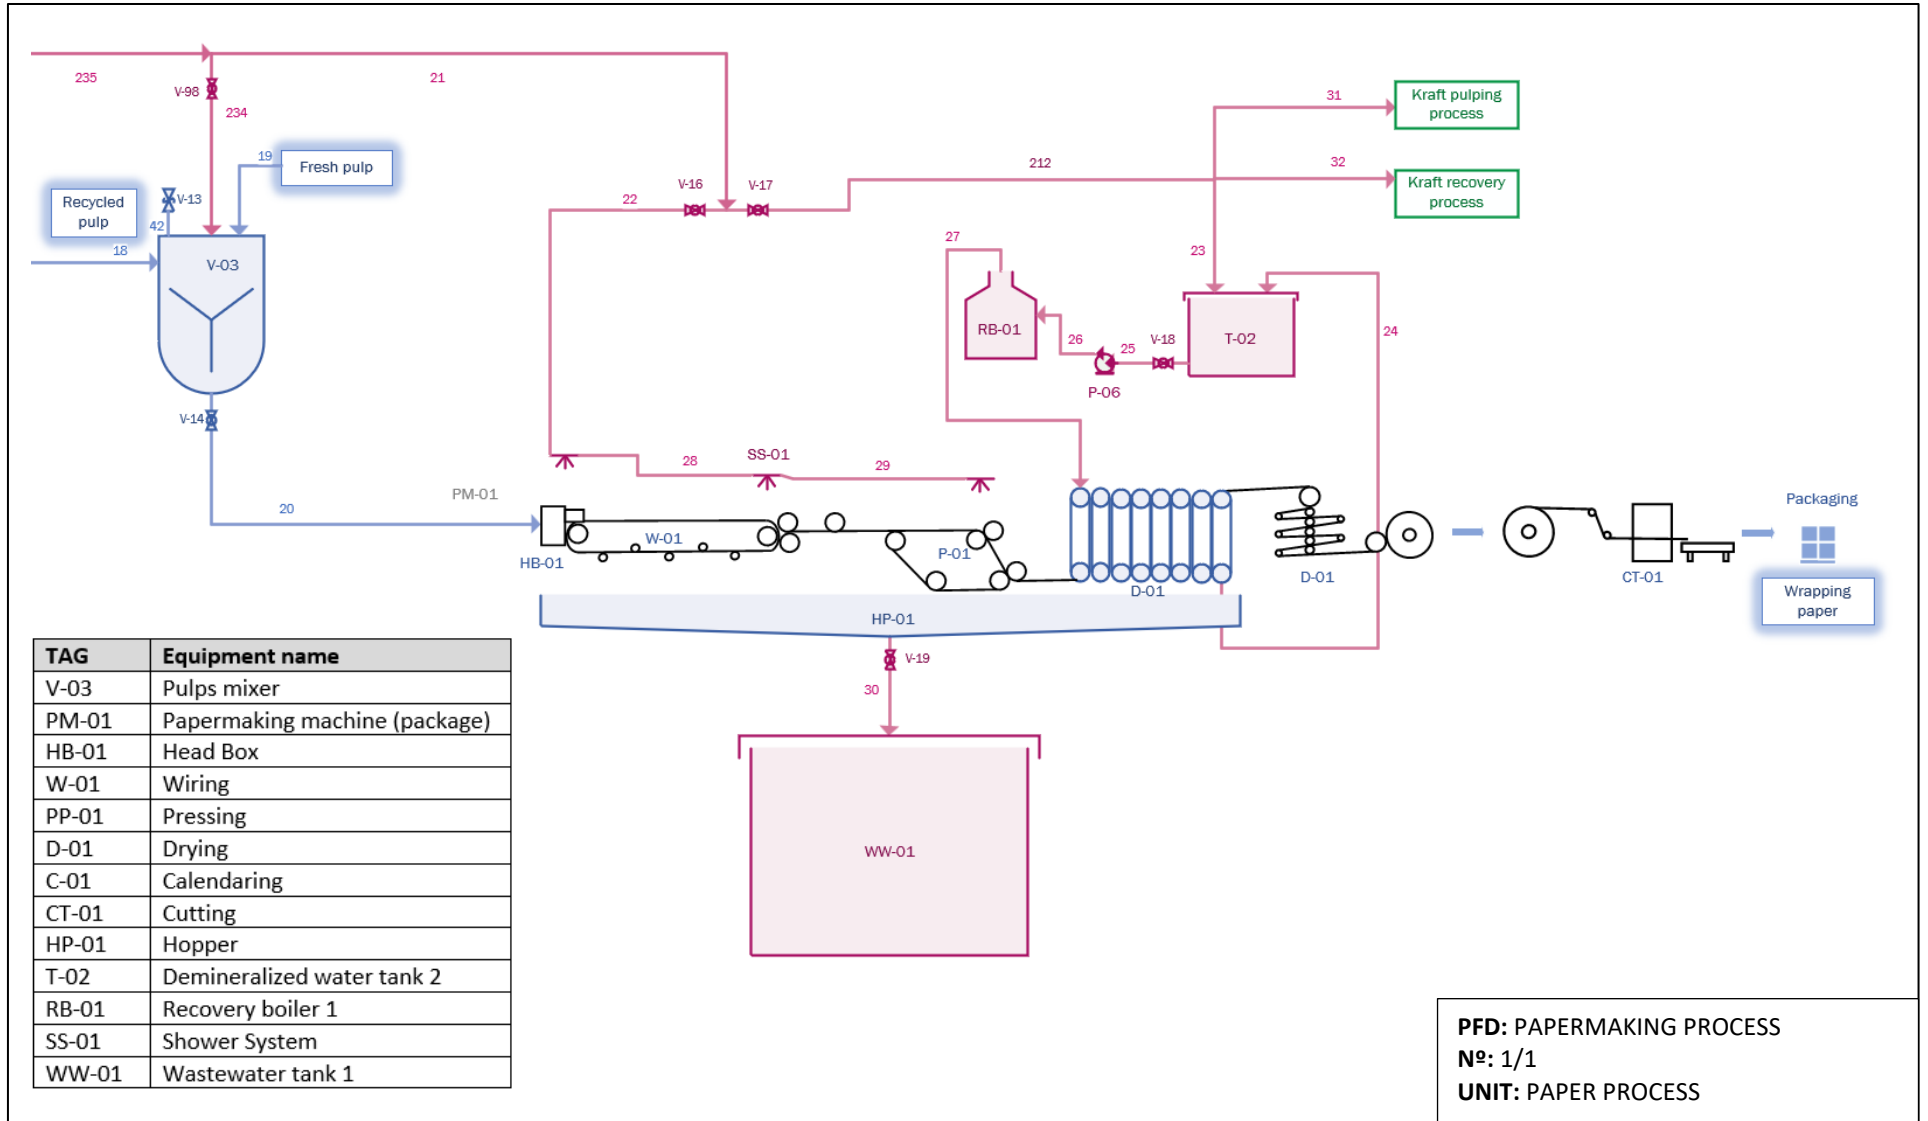 235
21
V-98
234
19
Fresh pulp
Recycled
pulp
V-13
42
18
V-03
V-14
20
22
V-16
V-17
212
31
Kraft pulping
process
32
Kraft recovery
process
23
27
RB-01
26
25
V-18
P-06
T-02
24
28
SS-01
29
PM-01
HB-01
W-01
P-01
D-01
D-01
CT-01
Packaging
Wrapping
paper
HP-01
V-19
30
WW-01
TAG Equipment name
V-03 Pulps mixer
PM-01 Papermaking machine (package)
HB-01 Head Box
W-01 Wiring
PP-01 Pressing
D-01 Drying
C-01 Calendaring
CT-01 Cutting
HP-01 Hopper
T-02 Demineralized water tank 2
RB-01 Recovery boiler 1
SS-01 Shower System
WW-01 Wastewater tank 1
PFD: PAPERMAKING PROCESS
Nº: 1/1
UNIT: PAPER PROCESS